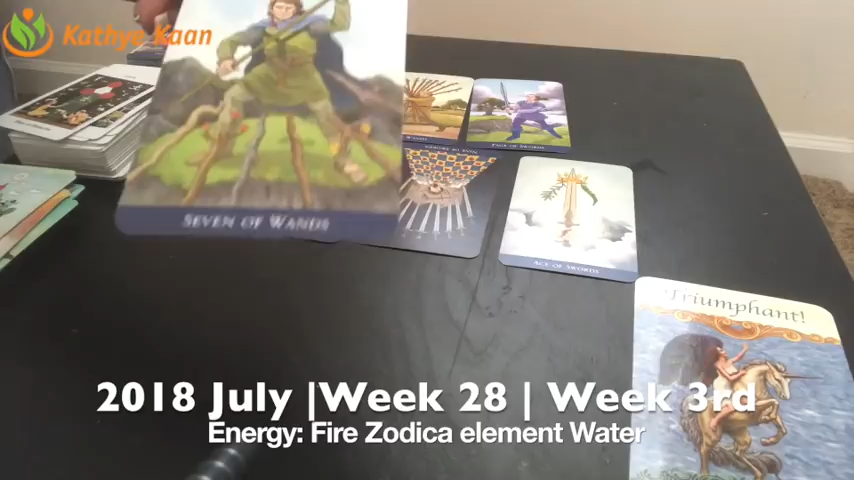 Kathye Kaan
SEVEN OF WANDS
ACE OF SWORDS
Triumphant!
2018 July |Week 28 | Week 3rd
Energy: Fire Zodica element Water